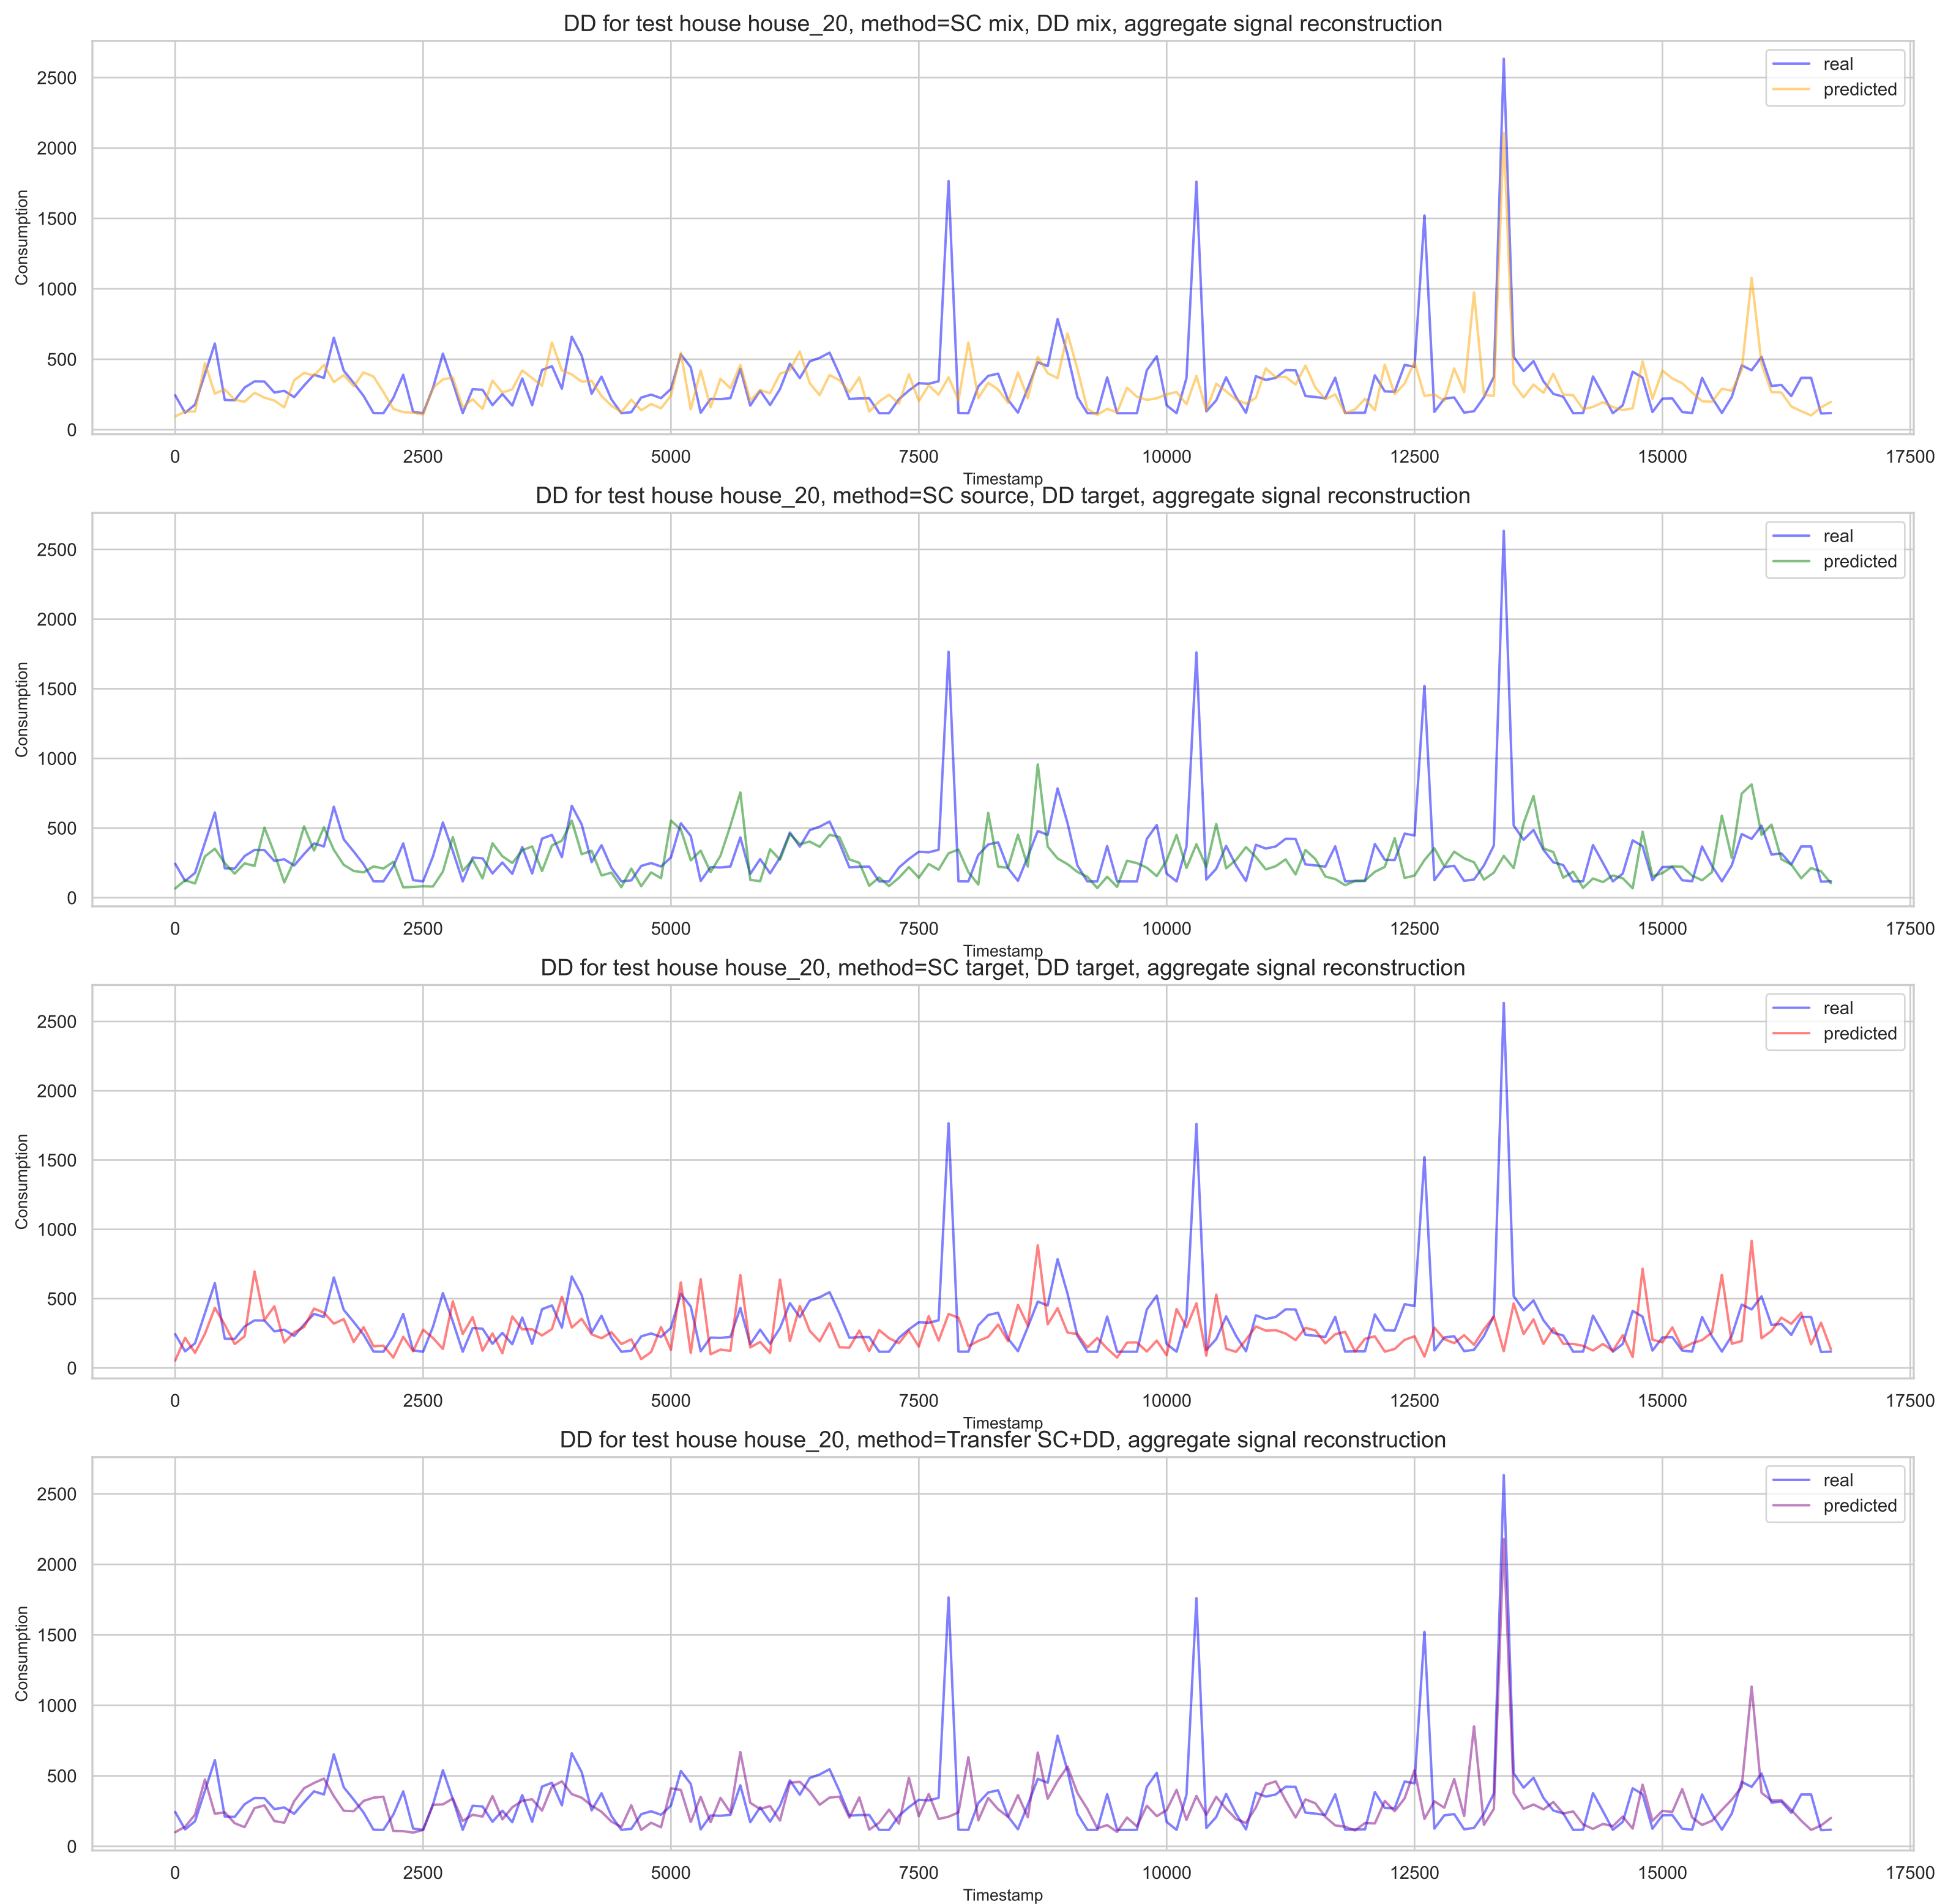 DD for test house house_20, method=SC mix, DD mix, aggregate signal reconstruction
real
predicted
Consumption
2500
2000
1500
1000
500
0
0 2500 5000 7500 10000 12500 15000 17500
Timestamp
DD for test house house_20, method=SC source, DD target, aggregate signal reconstruction
real
predicted
Consumption
2500
2000
1500
1000
500
0
0 2500 5000 7500 10000 12500 15000 17500
Timestamp
DD for test house house_20, method=SC target, DD target, aggregate signal reconstruction
real
predicted
Consumption
2500
2000
1500
1000
500
0
0 2500 5000 7500 10000 12500 15000 17500
Timestamp
DD for test house house_20, method=Transfer SC+DD, aggregate signal reconstruction
real
predicted
Consumption
2500
2000
1500
1000
500
0
0 2500 5000 7500 10000 12500 15000 17500
Timestamp